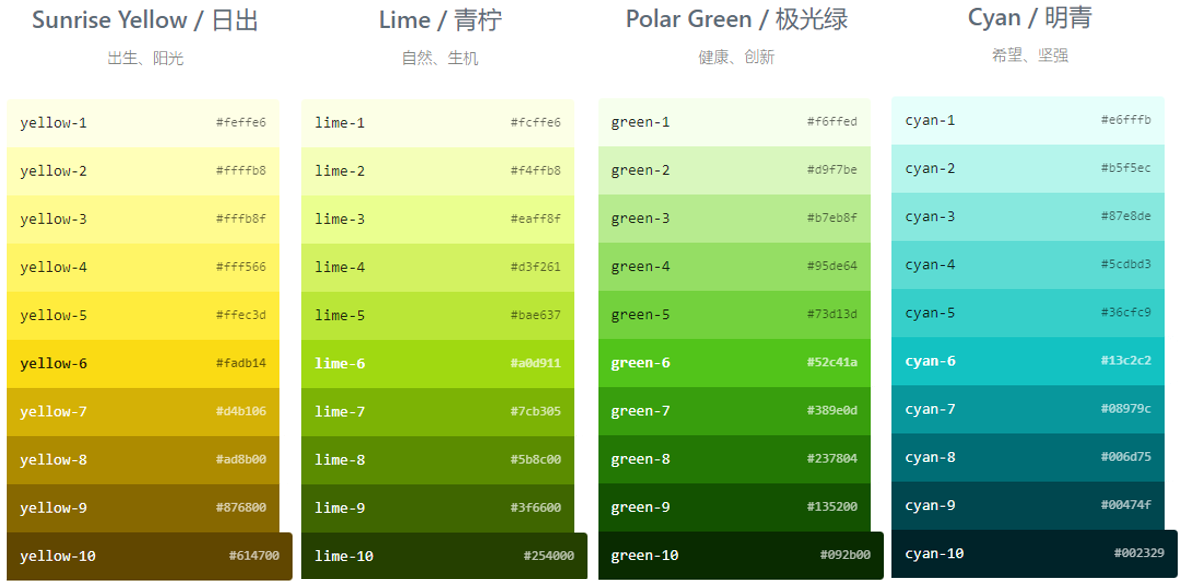 Sunrise Yellow / 日出
出生、阳光
yellow-1 #feffe6
yellow-2 #ffffb8
yellow-3 #fffb8f
yellow-4 #fff566
yellow-5 #ffec3d
yellow-6 #fadb14
yellow-7 #d4b106
yellow-8 #ad8b00
yellow-9 #876800
yellow-10 #614700
Lime / 青柠
自然、生机
lime-1 #fcffe6
lime-2 #f4ffb8
lime-3 #eaff8f
lime-4 #d3f261
lime-5 #bae637
lime-6 #a0d911
lime-7 #7cb305
lime-8 #5b8c00
lime-9 #3f6600
lime-10 #254000
Polar Green / 极光绿
健康、创新
green-1 #f6ffed
green-2 #d9f7be
green-3 #b7eb8f
green-4 #95de64
green-5 #73d13d
green-6 #52c41a
green-7 #389e0d
green-8 #237804
green-9 #135200
green-10 #092b00
Cyan / 明青
希望、坚强
cyan-1 #e6fffb
cyan-2 #b5f5ec
cyan-3 #87e8de
cyan-4 #5cdbd3
cyan-5 #36cfc9
cyan-6 #13c2c2
cyan-7 #08979c
cyan-8 #006d75
cyan-9 #00474f
cyan-10 #002329